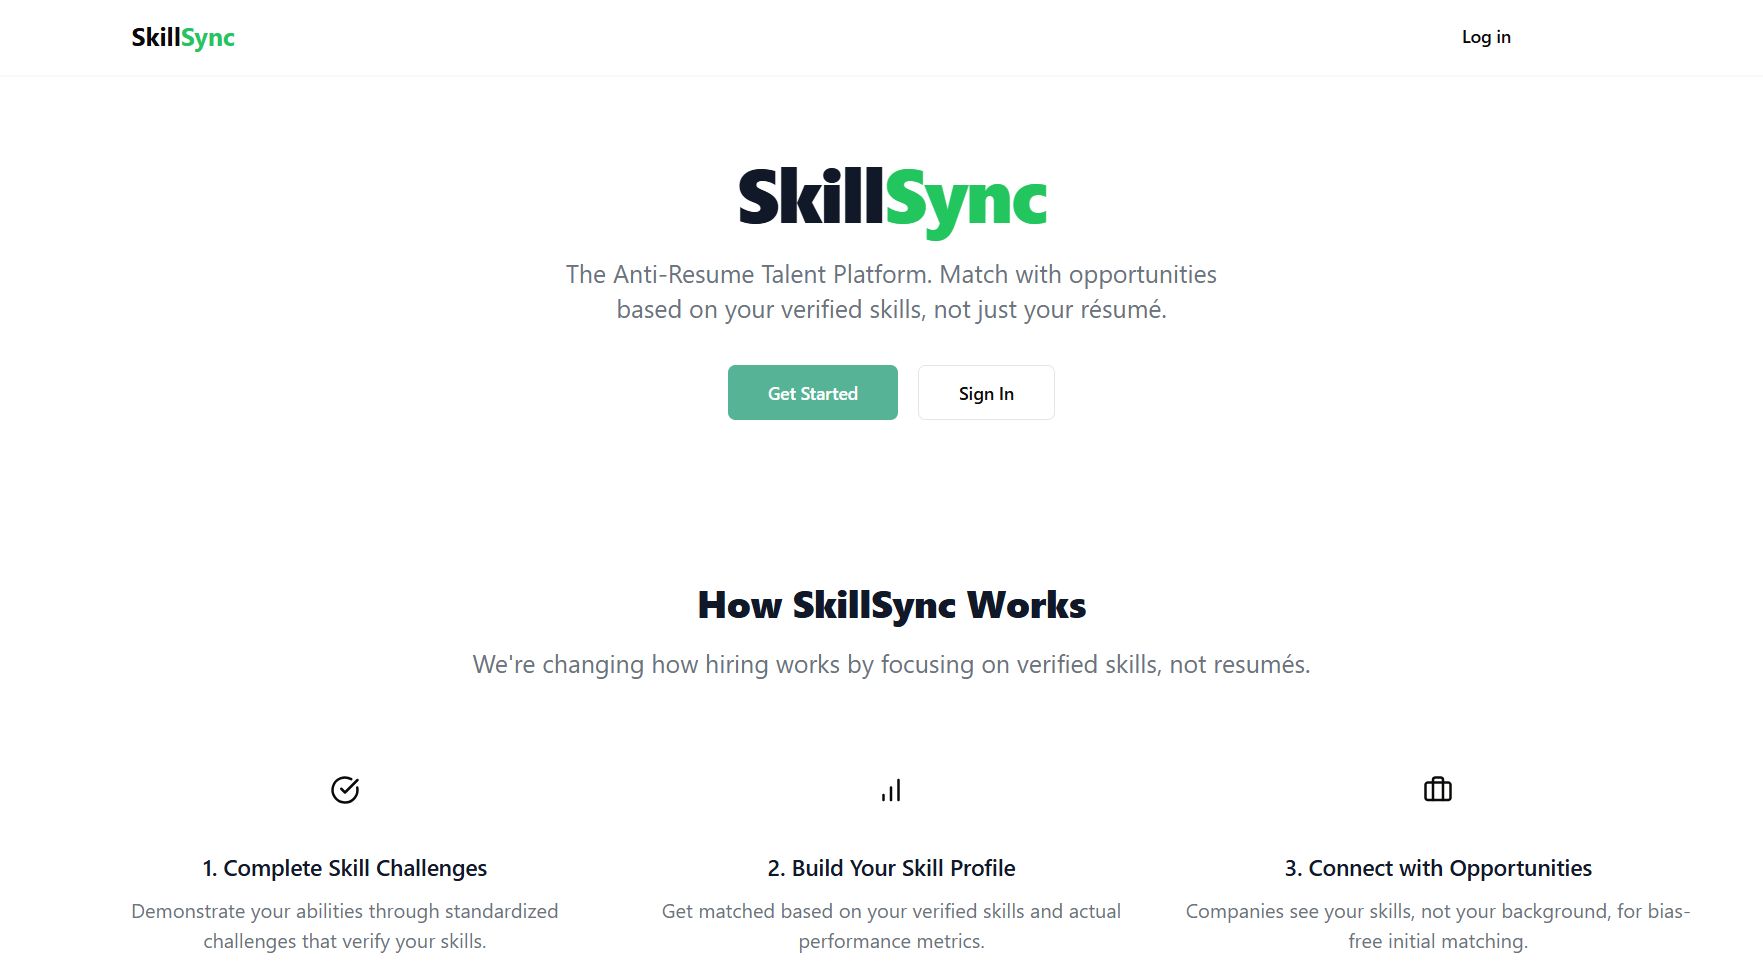 SkillSync
Log in
SkillSync
The Anti-Resume Talent Platform. Match with opportunities
based on your verified skills, not just your résumé.
Get Started
Sign In
How SkillSync Works
We're changing how hiring works by focusing on verified skills, not resumés.
1. Complete Skill Challenges
Demonstrate your abilities through standardized
challenges that verify your skills.
2. Build Your Skill Profile
Get matched based on your verified skills and actual
performance metrics.
3. Connect with Opportunities
Companies see your skills, not your background, for bias-
free initial matching.